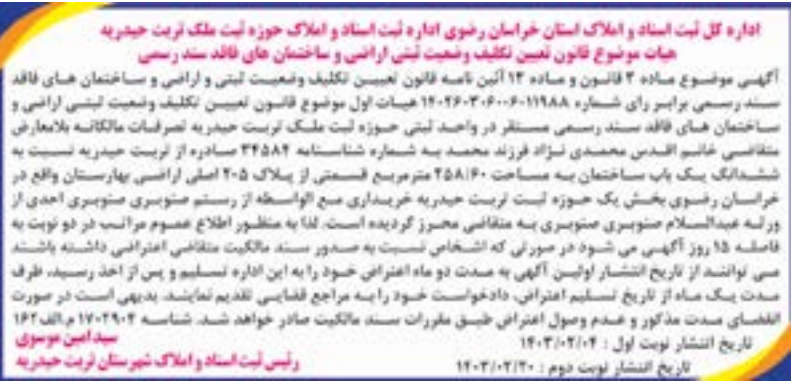 اداره کل ثبت اسناد و املاک استان خراسان رضوی اداره ثبت اسناد و املاک حوزه ثبت ملک تربت حیدریه
هیات موضوع قانون تعیین تکلیف وضعیت ثبتی اراضی و ساختمان های فاقد سند رسمی
آگهی موضوع ماده ۳ قانون و ماده ۱۳ آئین نامه قانون تعیین تکلیف وضعیت ثبتی و اراضی و ساختمان های فاقد
سند رسمی برابر رای شماره ۱۴۰۲۶۰۳۰۶۰۰۶۰۱۱۹۸۸ هیات اول موضوع قانون تعیین تکلیف وضعیت ثبتی اراضی و
ساختمان های فاقد سند رسمی مستقر در واحد ثبتی حوزه ثبت ملک تربت حیدریه تصرفات مالکانه بلامعارض
متقاضی خانم اقدس محمدی نژاد فرزند محمد به شماره شناسنامه ۳۴۵۸۴ صادره از تربت حیدریه نسبت به
ششدانگ یک باب ساختمان به مساحت ۲۵۸/۶۰ مترمربع قسمتی از پلاک ۲۰۵ اصلی اراضی بهارستان واقع در
خراسان رضوی بخش یک حوزه ثبت تربت حیدریه خریداری مع الواسطه از رستم صنوبری صنوبری احدی از
ورثه عبدالسلام صنوبری صنوبری به متقاضی محرز گردیده است. لذا به منظور اطلاع عموم مراتب در دو نوبت به
فاصله ۱۵ روز آگهی می شود در صورتی که اشخاص نسبت به صدور سند مالکیت متقاضی اعتراضی داشته باشند
می توانند از تاریخ انتشار اولین آگهی به مدت دو ماه اعتراض خود را به این اداره تسلیم و پس از اخذ رسید، ظرف
مدت یک ماه از تاریخ تسلیم اعتراض، دادخواست خود را به مراجع قضایی تقدیم نمایند. بدیهی است در صورت
انقضای مدت مذکور و عدم وصول اعتراض طبق مقررات سند مالکیت صادر خواهد شد. شناسه ۱۷۰۲۹۰۴ م.الف ۱۶۲
تاریخ انتشار نوبت اول : ۱۴۰۳/۰۲/۰۴
تاریخ انتشار نوبت دوم : ۱۴۰۳/۰۲/۲۰
سید امین موسوی
رئیس ثبت اسناد و املاک شهرستان تربت حیدریه